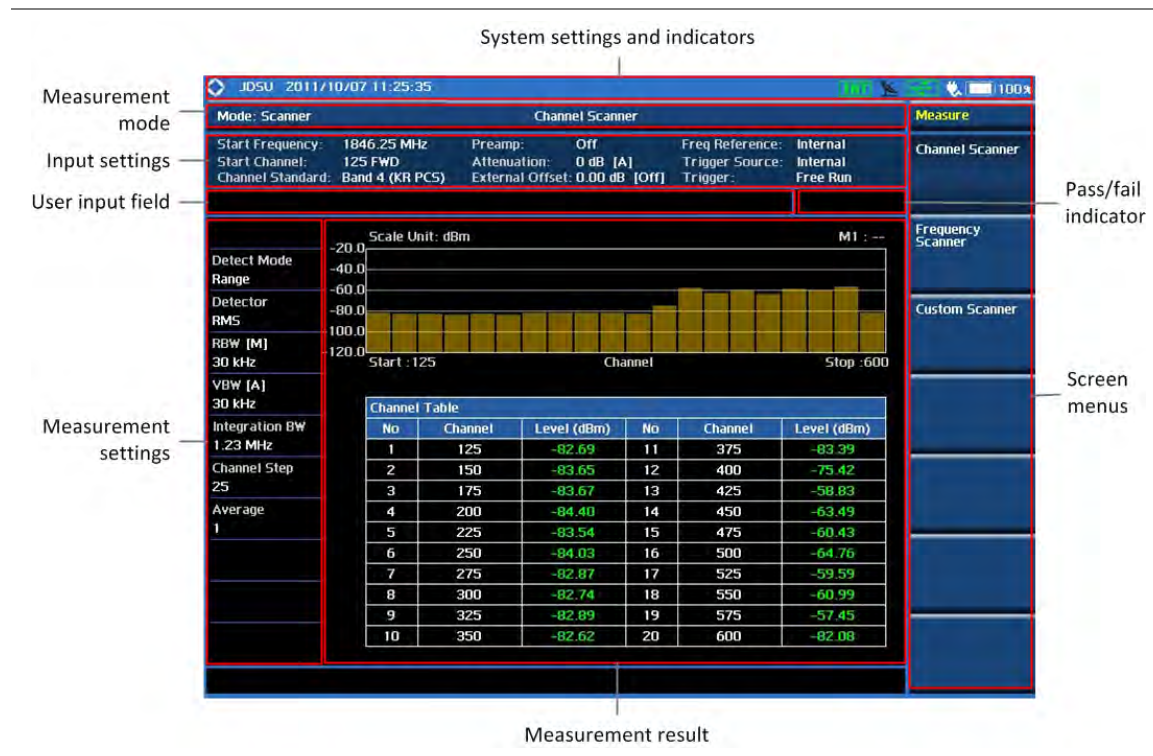 System settings and indicators
JDSU 2011/10/07 11:25:35
100%
Measurement
mode
Mode: Scanner Channel Scanner
Measure
Input settings
Start Frequency: 1846.25 MHz Preamp: Off Freq Reference: Internal
Start Channel: 125 FWD Attenuation: 0 dB [A] Trigger Source: Internal
Channel Standard: Band 4 (KR PCS) External Offset: 0.00 dB [Off] Trigger: Free Run
Channel Scanner
User input field
Pass/fail
indicator
Frequency
Scanner
Custom Scanner
Screen
menus
Measurement
settings
Detect Mode
Range
Detector
RMS
RBW [M]
30 kHz
VBW [A]
30 kHz
Integration BW
1.23 MHz
Channel Step
25
Average
1
Scale Unit: dBm M1 : --
-20.0
-40.0
-60.0
-80.0
-100.0
-120.0
Start :125 Channel Stop :600
Channel Table
No Channel Level (dBm) No Channel Level (dBm)
1 125 -82.69 11 375 -83.39
2 150 -83.65 12 400 -75.42
3 175 -83.67 13 425 -58.83
4 200 -84.40 14 450 -63.49
5 225 -83.54 15 475 -60.43
6 250 -84.03 16 500 -64.76
7 275 -82.87 17 525 -59.59
8 300 -82.74 18 550 -60.99
9 325 -82.89 19 575 -57.45
10 350 -82.62 20 600 -82.08
Measurement result